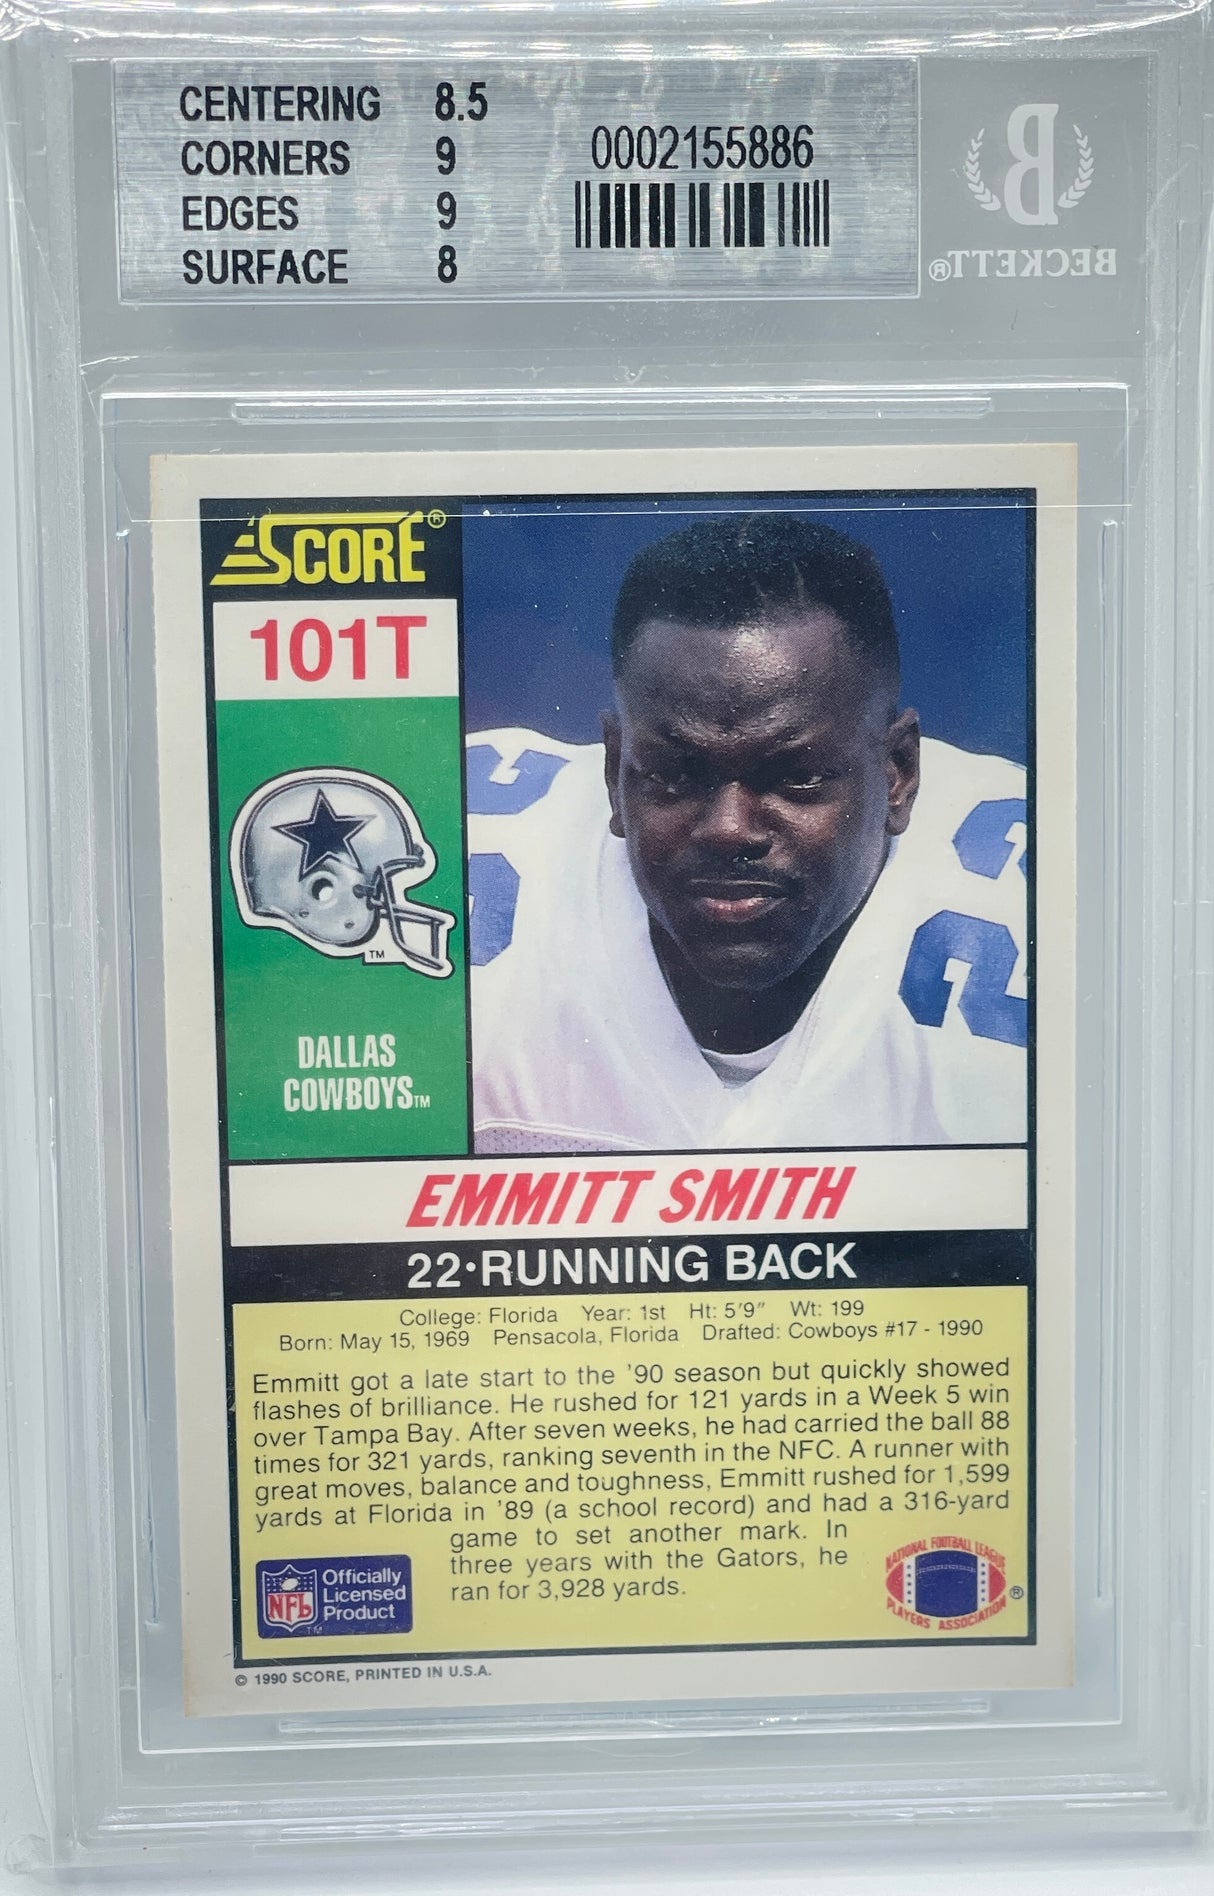 CENTERING 8.5
CORNERS 9
EDGES 9
SURFACE 8
0002155886
BECKETT®
SCORE®
101T
TM
DALLAS
COWBOYS™
EMMITT SMITH
22·RUNNING BACK
College: Florida Year: 1st Ht: 5'9" Wt: 199
Born: May 15, 1969 Pensacola, Florida Drafted: Cowboys #17 - 1990
Emmitt got a late start to the '90 season but quickly showed
flashes of brilliance. He rushed for 121 yards in a Week 5 win
over Tampa Bay. After seven weeks, he had carried the ball 88
times for 321 yards, ranking seventh in the NFC. A runner with
great moves, balance and toughness, Emmitt rushed for 1,599
yards at Florida in '89 (a school record) and had a 316-yard
game to set another mark. In
three years with the Gators, he
ran for 3,928 yards.
NFL
TM
Officially
Licensed
Product
NATIONAL FOOTBALL LEAGUE
PLAYERS ASSOCIATION
®
© 1990 SCORE, PRINTED IN U.S.A.